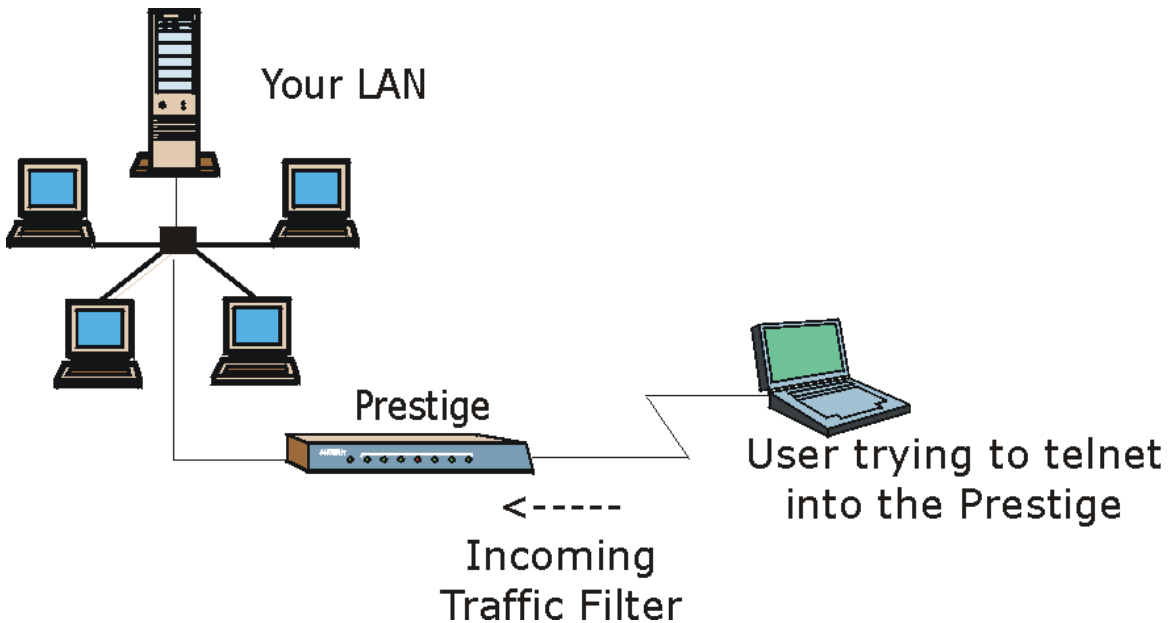 Your LAN
Prestige
User trying to telnet
into the Prestige
<-----
Incoming
Traffic Filter